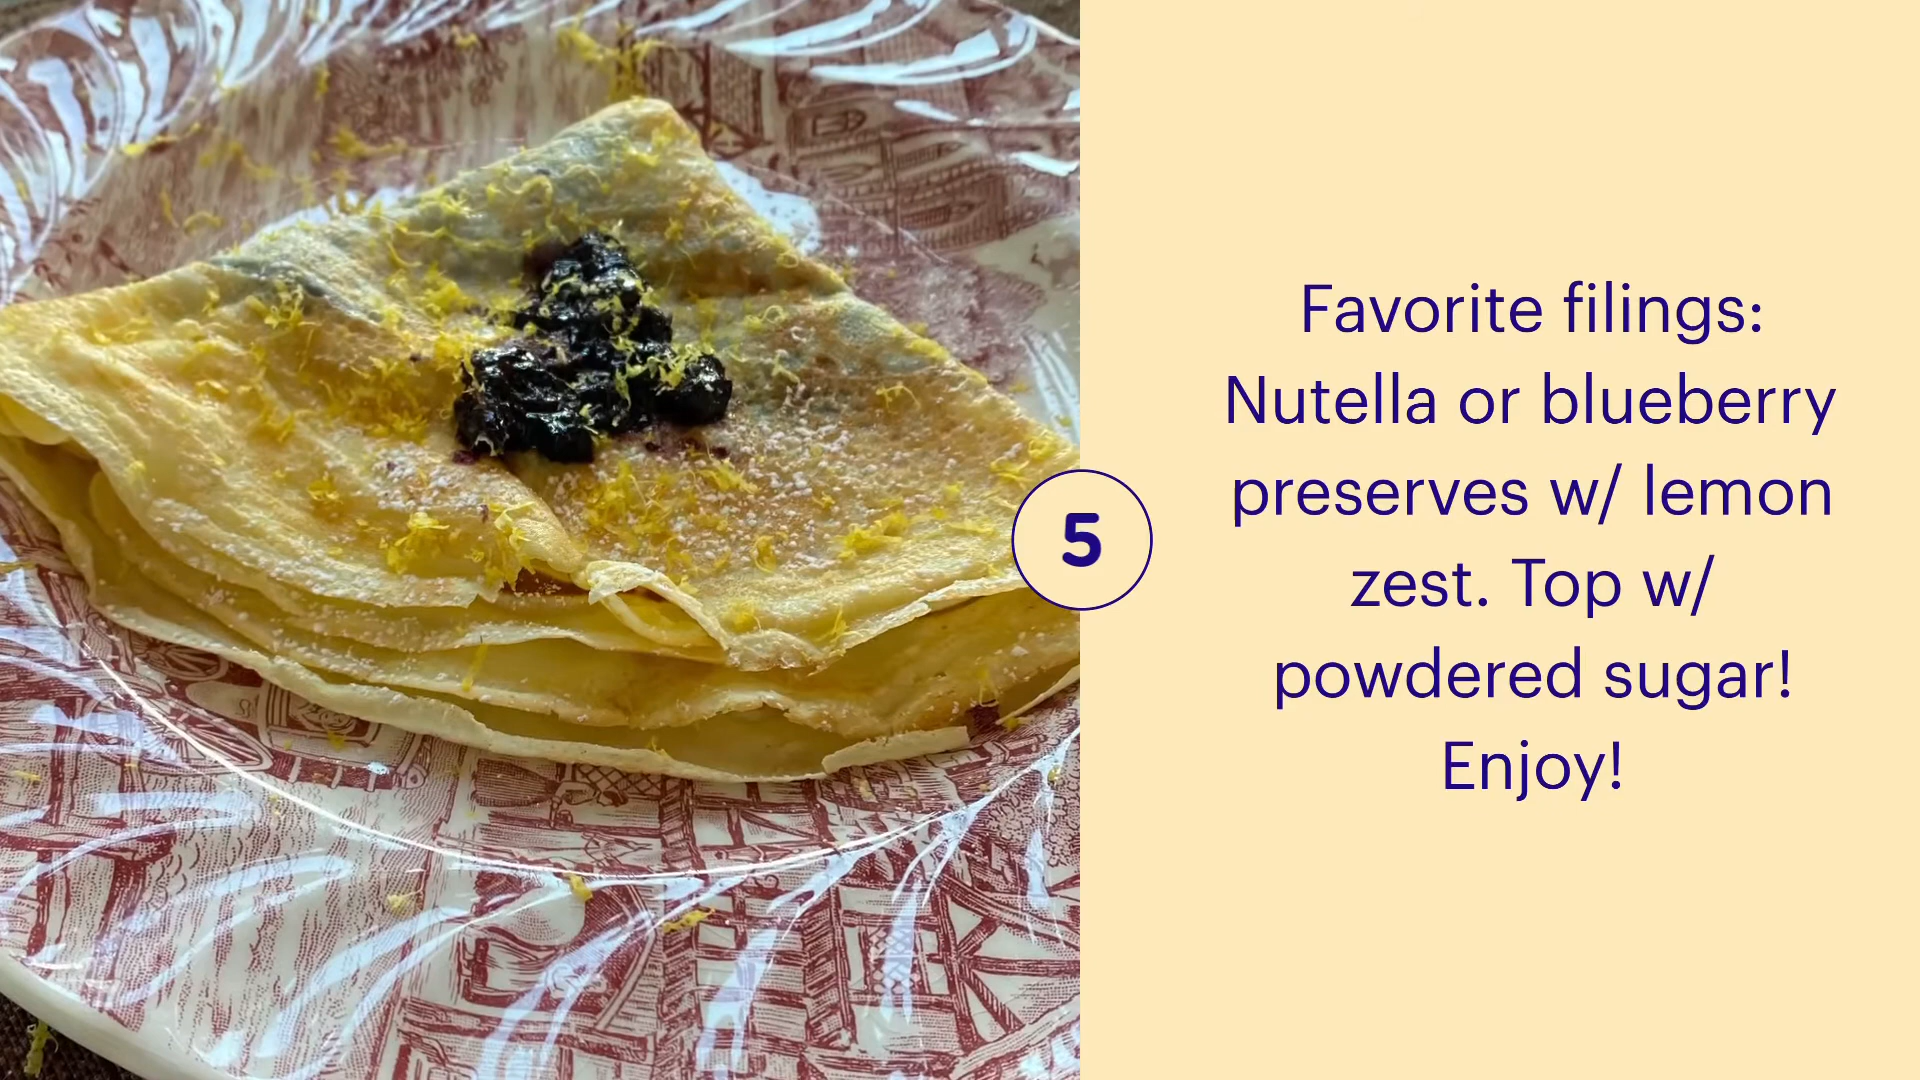 5
Favorite filings:
Nutella or blueberry
preserves w/ lemon
zest. Top w/
powdered sugar!
Enjoy!